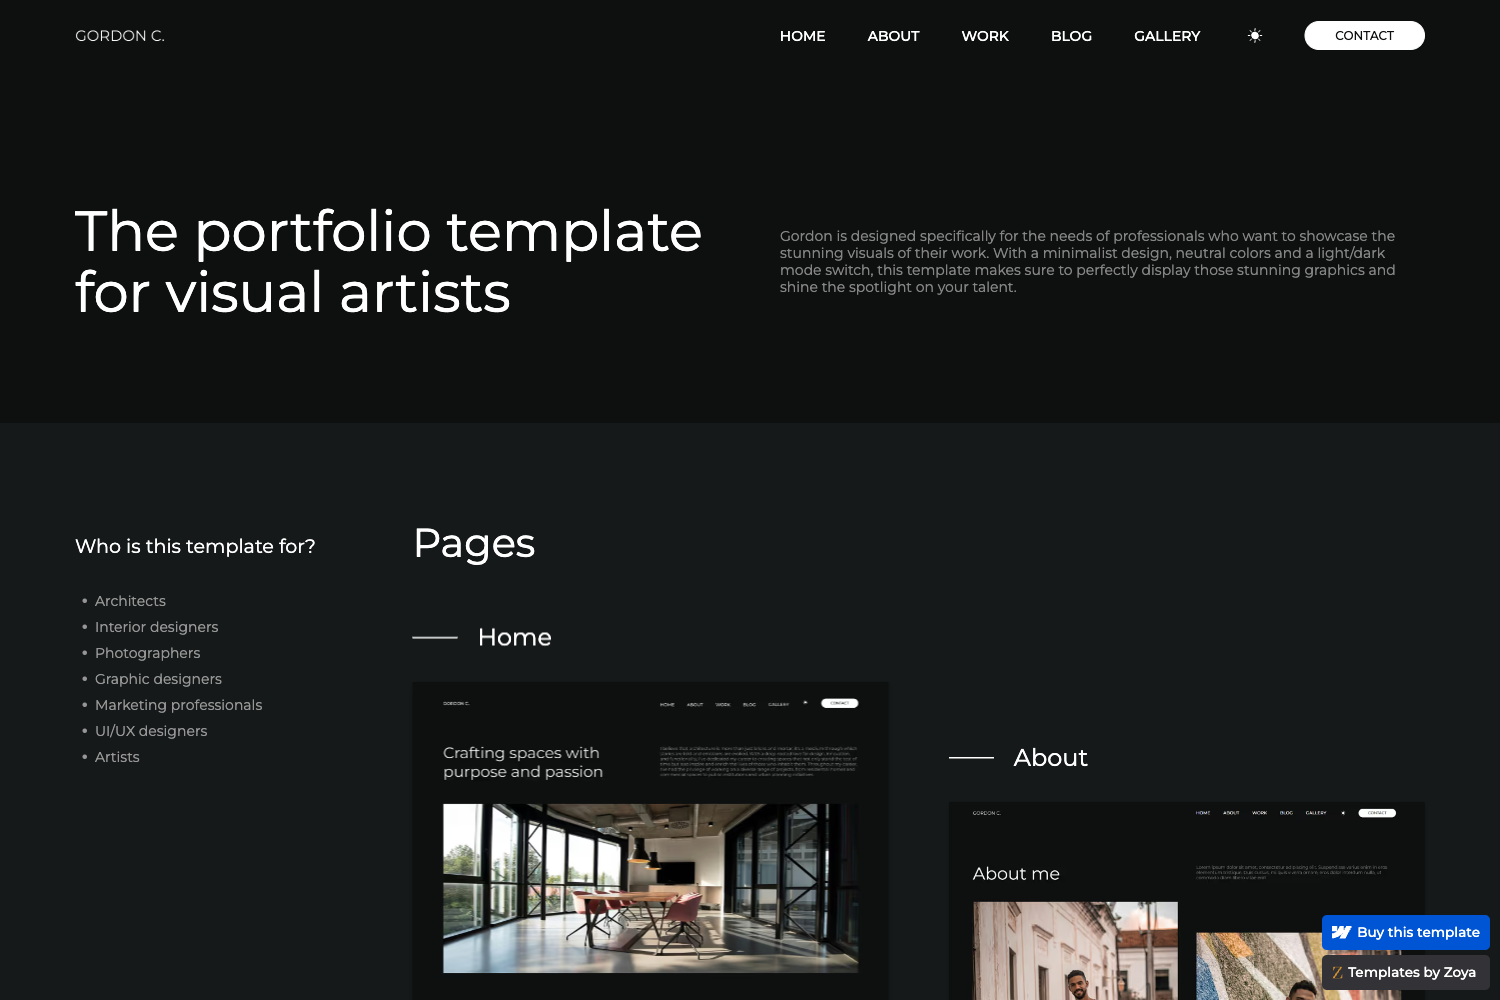 GORDON C.
HOME
ABOUT
WORK
BLOG
GALLERY
CONTACT
The portfolio template
for visual artists
Gordon is designed specifically for the needs of professionals who want to showcase the
stunning visuals of their work. With a minimalist design, neutral colors and a light/dark
mode switch, this template makes sure to perfectly display those stunning graphics and
shine the spotlight on your talent.
Who is this template for?
Architects
Interior designers
Photographers
Graphic designers
Marketing professionals
UI/UX designers
Artists
Pages
Home
GORDON C.
HOME
ABOUT
WORK
BLOG
GALLERY
CONTACT
Crafting spaces with
purpose and passion
About
GORDON C.
HOME
ABOUT
WORK
BLOG
GALLERY
CONTACT
About me
Buy this template
Templates by Zoya